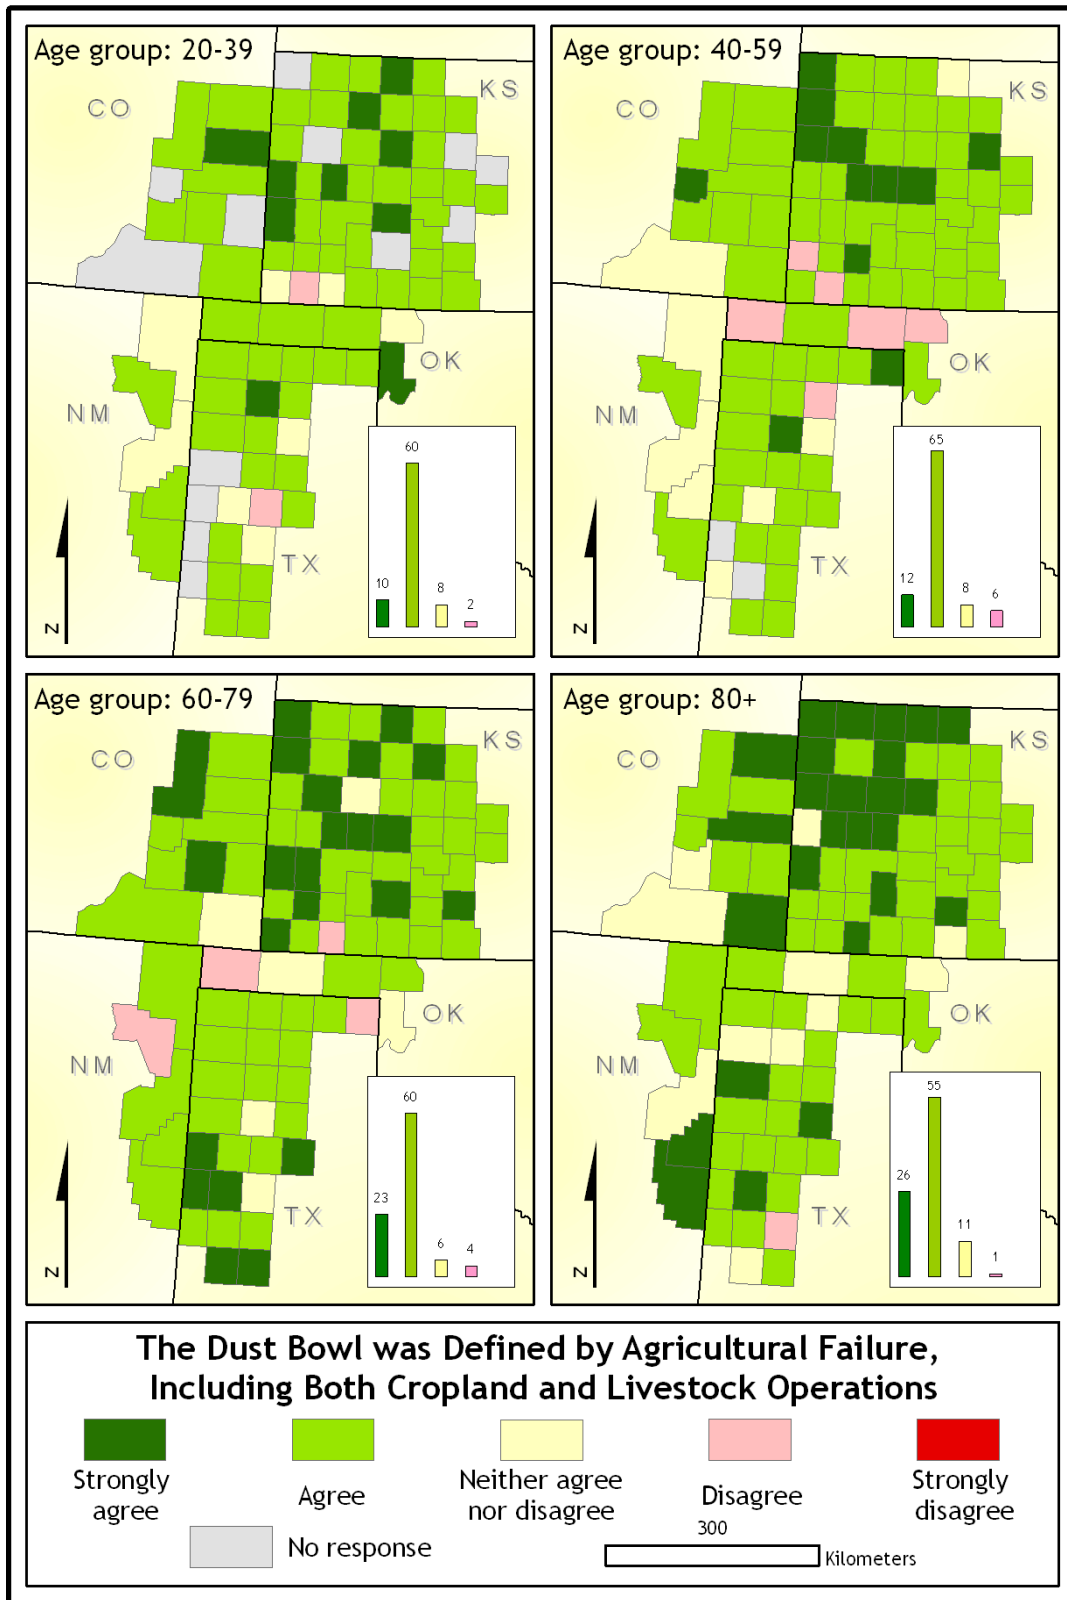 Age group: 20-39
CO
KS
NM
OK
TX
N
10
60
8
2
Age group: 40-59
CO
KS
NM
OK
TX
N
12
65
8
6
Age group: 60-79
CO
KS
NM
OK
TX
N
23
60
6
4
Age group: 80+
CO
KS
NM
OK
TX
N
26
55
11
1
The Dust Bowl was Defined by Agricultural Failure,
Including Both Cropland and Livestock Operations
Strongly
agree
Agree
Neither agree
nor disagree
Disagree
Strongly
disagree
No response
300
Kilometers